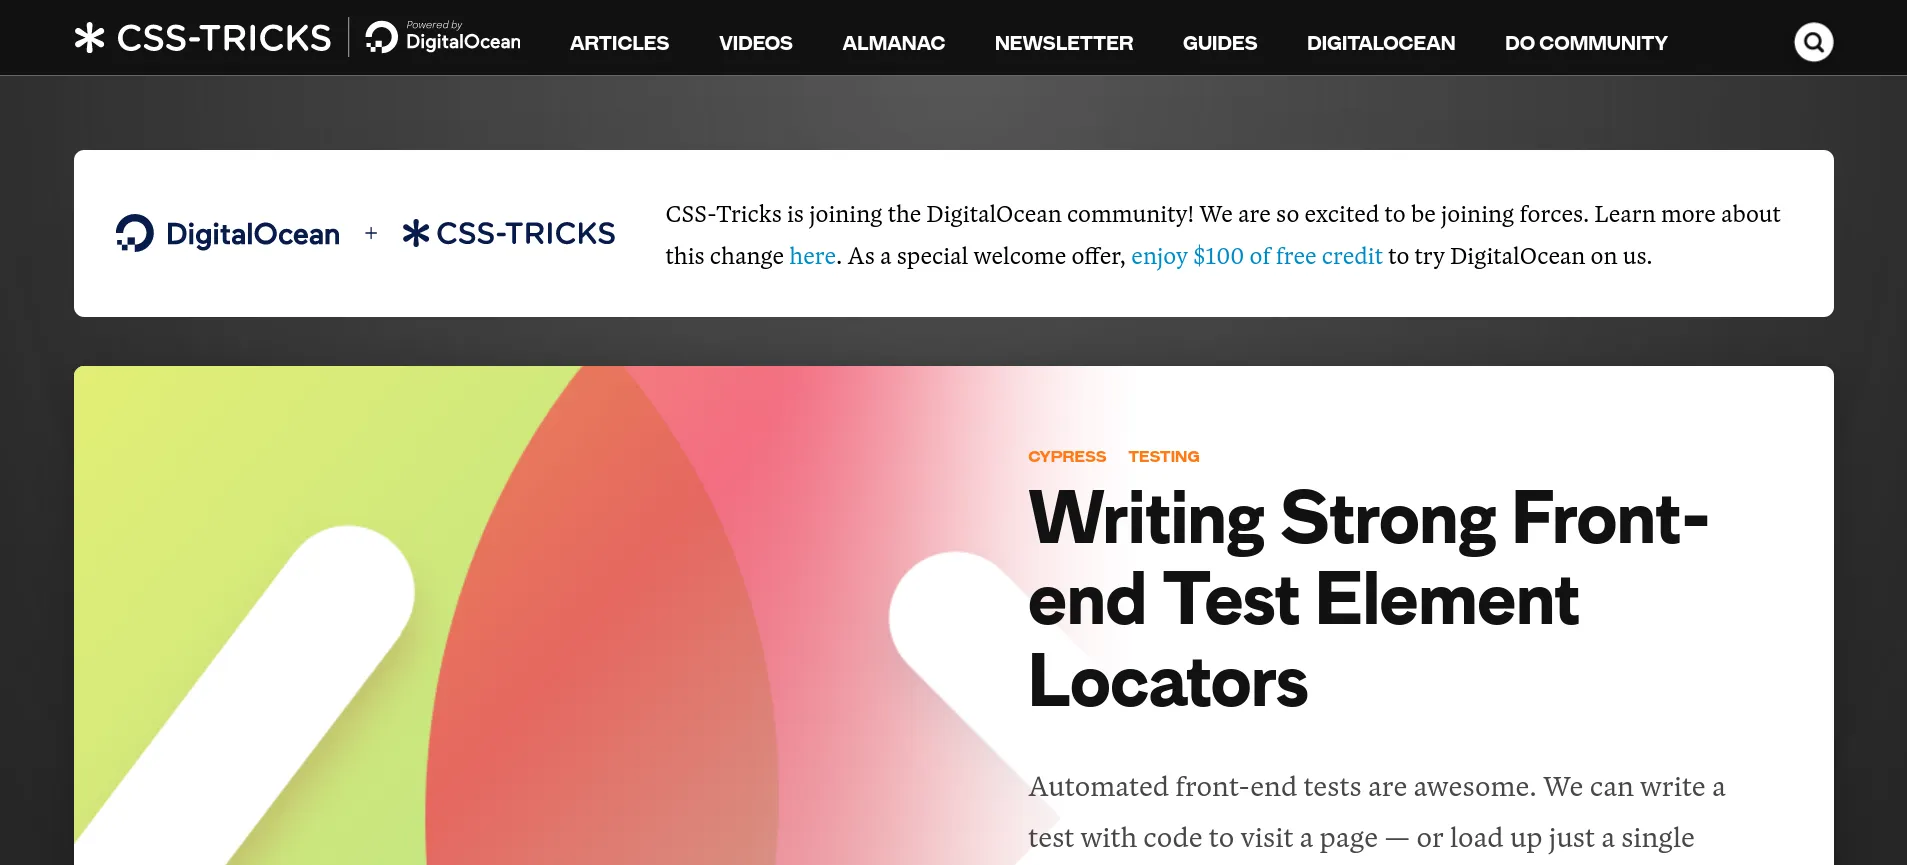 CSS-TRICKS Powered by DigitalOcean ARTICLES VIDEOS ALMANAC NEWSLETTER GUIDES DIGITALOCEAN DO COMMUNITY
DigitalOcean + CSS-TRICKS
CSS-Tricks is joining the DigitalOcean community! We are so excited to be joining forces. Learn more about
this change here. As a special welcome offer, enjoy $100 of free credit to try DigitalOcean on us.
CYPRESS TESTING
Writing Strong Front-
end Test Element
Locators
Automated front-end tests are awesome. We can write a
test with code to visit a page — or load up just a single